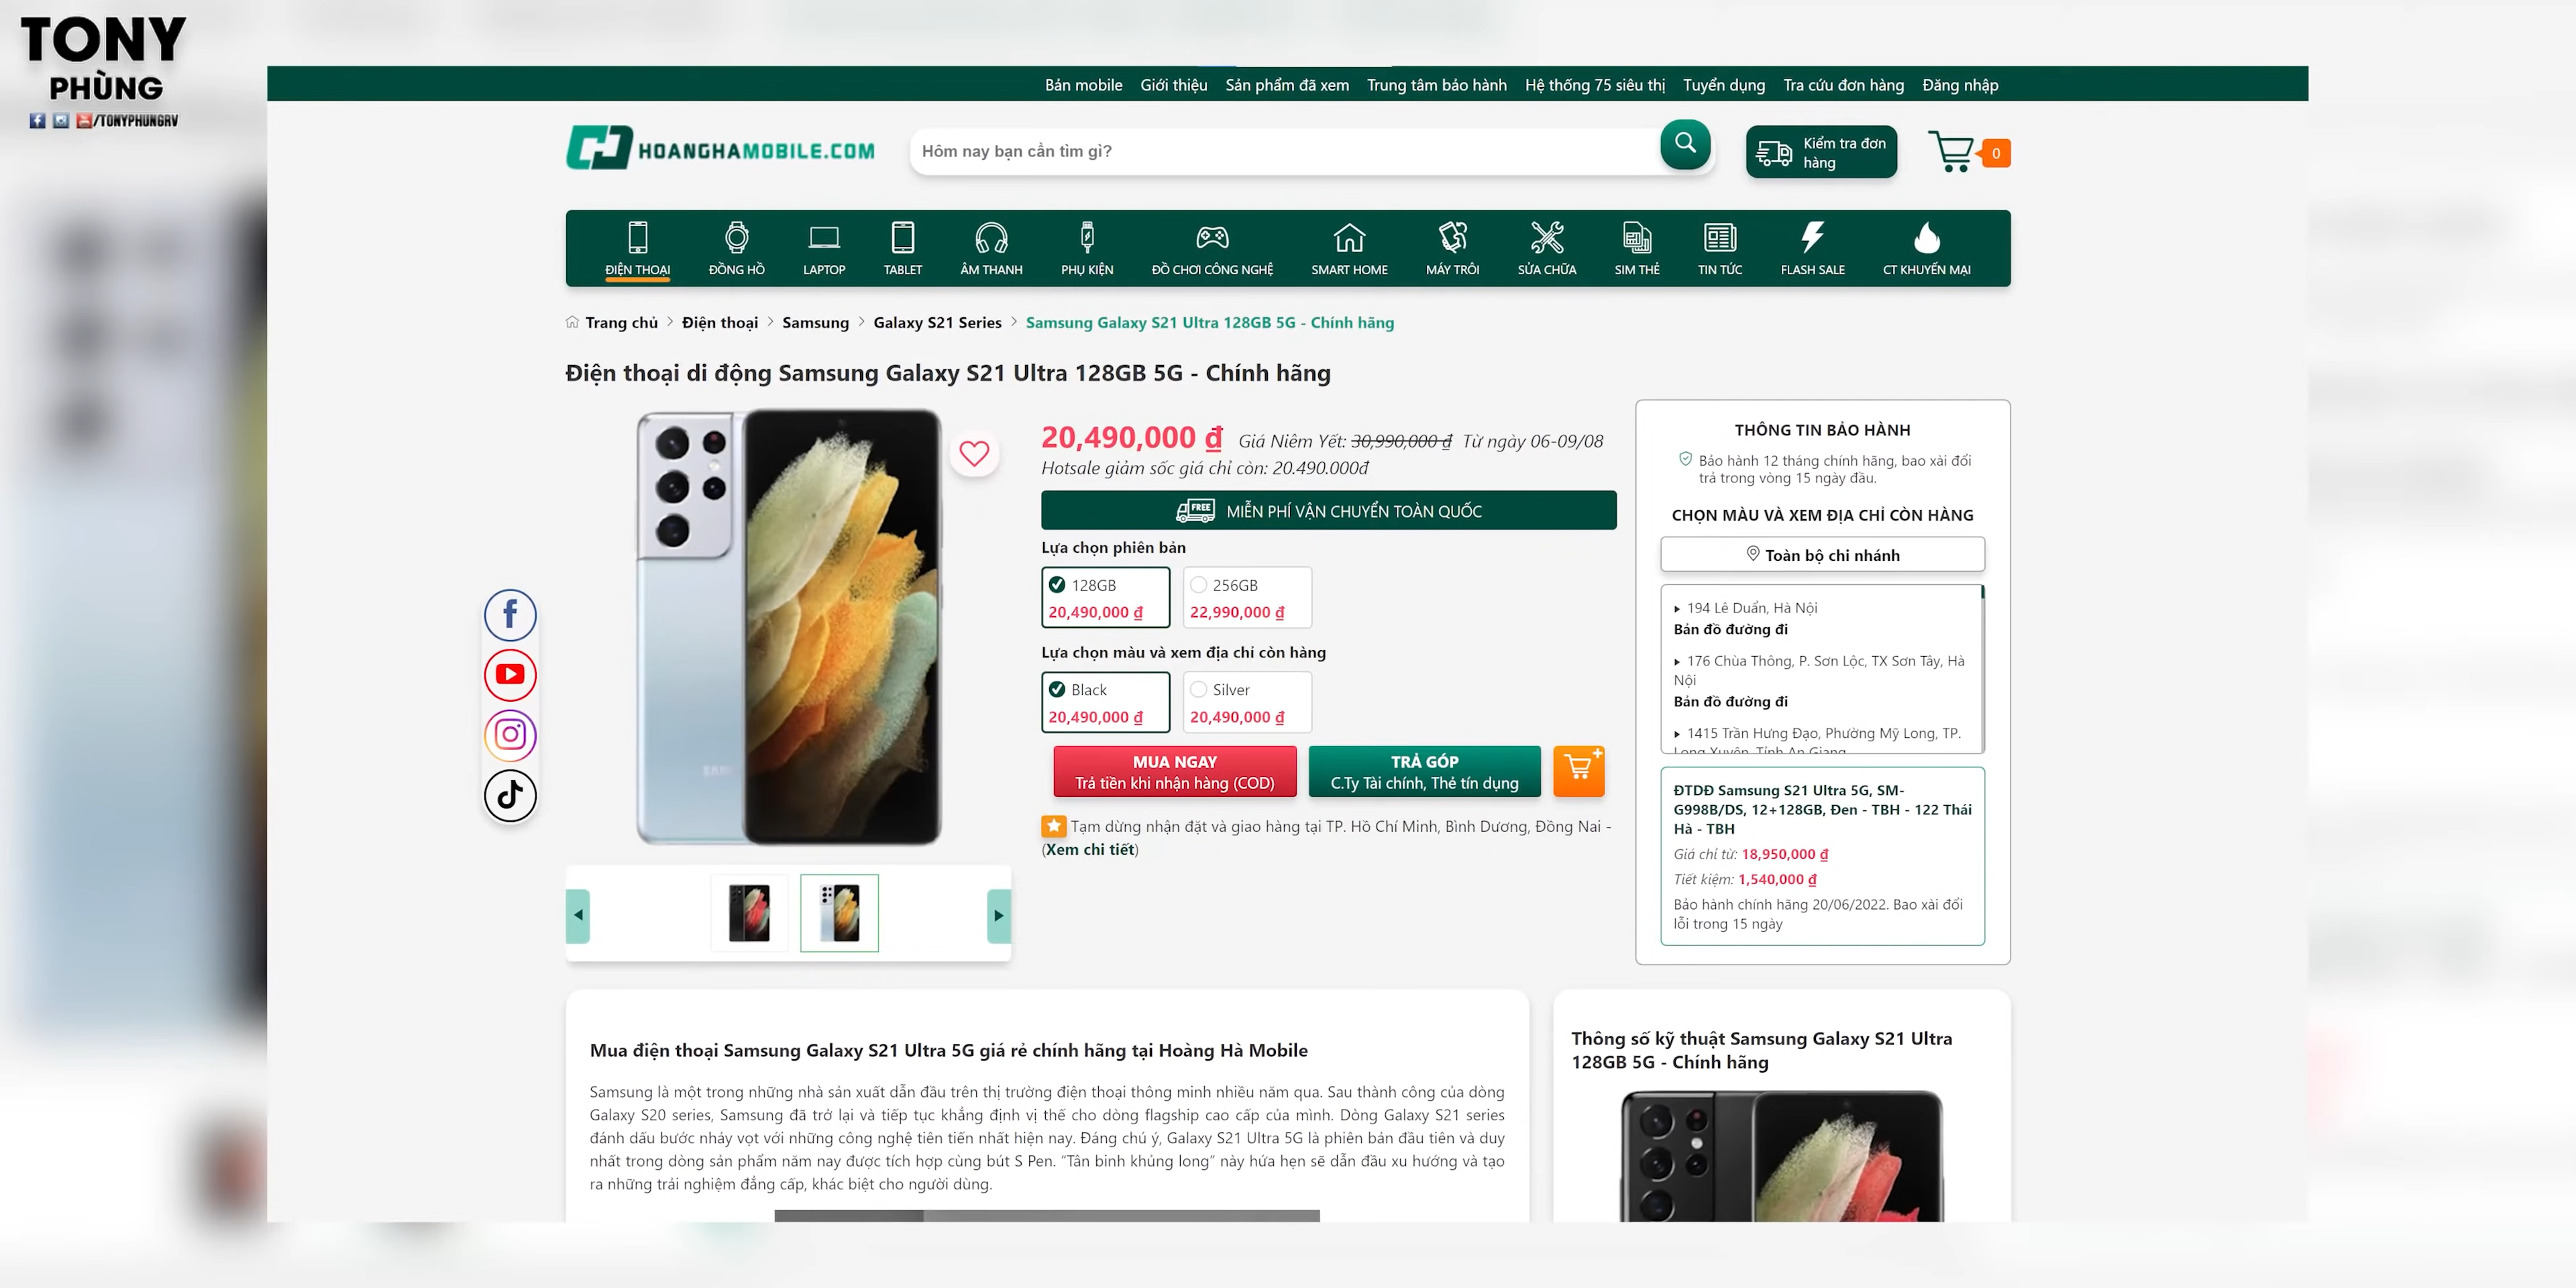 TONY
PHÙNG
/TONYPHUNGRV
Bản mobile Giới thiệu Sản phẩm đã xem Trung tâm bảo hành Hệ thống 75 siêu thị Tuyển dụng Tra cứu đơn hàng Đăng nhập
HOANGHAMOBILE.COM
Hôm nay bạn cần tìm gì?
Kiểm tra đơn
hàng
0
ĐIỆN THOẠI ĐỒNG HỒ LAPTOP TABLET ÂM THANH PHỤ KIỆN ĐỒ CHƠI CÔNG NGHỆ SMART HOME MÁY TRÔI SỬA CHỮA SIM THẺ TIN TỨC FLASH SALE CT KHUYẾN MẠI
Trang chủ > Điện thoại > Samsung > Galaxy S21 Series > Samsung Galaxy S21 Ultra 128GB 5G - Chính hãng
Điện thoại di động Samsung Galaxy S21 Ultra 128GB 5G - Chính hãng
20,490,000 ₫ Giá Niêm Yết: 30,990,000 ₫ Từ ngày 06-09/08
Hotsale giảm sốc giá chỉ còn: 20.490.000đ
FREE MIỄN PHÍ VẬN CHUYỂN TOÀN QUỐC
Lựa chọn phiên bản
128GB 256GB
20,490,000 ₫ 22,990,000 ₫
Lựa chọn màu và xem địa chỉ còn hàng
Black Silver
20,490,000 ₫ 20,490,000 ₫
MUA NGAY
Trả tiền khi nhận hàng (COD)
TRẢ GÓP
C.Ty Tài chính, Thẻ tín dụng
Tạm dừng nhận đặt và giao hàng tại TP. Hồ Chí Minh, Bình Dương, Đồng Nai -
(Xem chi tiết)
THÔNG TIN BẢO HÀNH
Bảo hành 12 tháng chính hãng, bao xài đổi
trả trong vòng 15 ngày đầu.
CHỌN MÀU VÀ XEM ĐỊA CHỈ CÒN HÀNG
Toàn bộ chi nhánh
194 Lê Duẩn, Hà Nội
Bản đồ đường đi
176 Chùa Thông, P. Sơn Lộc, TX Sơn Tây, Hà
Nội
Bản đồ đường đi
1415 Trần Hưng Đạo, Phường Mỹ Long, TP.
Long Xuyên, Tỉnh An Giang
ĐTDĐ Samsung S21 Ultra 5G, SM-
G998B/DS, 12+128GB, Đen - TBH - 122 Thái
Hà - TBH
Giá chỉ từ: 18,950,000 ₫
Tiết kiệm: 1,540,000 ₫
Bảo hành chính hãng 20/06/2022. Bao xài đổi
lỗi trong 15 ngày
Mua điện thoại Samsung Galaxy S21 Ultra 5G giá rẻ chính hãng tại Hoàng Hà Mobile
Samsung là một trong những nhà sản xuất dẫn đầu trên thị trường điện thoại thông minh nhiều năm qua. Sau thành công của dòng
Galaxy S20 series, Samsung đã trở lại và tiếp tục khẳng định vị thế cho dòng flagship cao cấp của mình. Dòng Galaxy S21 series
đánh dấu bước nhảy vọt với những công nghệ tiên tiến nhất hiện nay. Đáng chú ý, Galaxy S21 Ultra 5G là phiên bản đầu tiên và duy
nhất trong dòng sản phẩm năm nay được tích hợp cùng bút S Pen. “Tân binh khủng long” này hứa hẹn sẽ dẫn đầu xu hướng và tạo
ra những trải nghiệm đẳng cấp, khác biệt cho người dùng.
Thông số kỹ thuật Samsung Galaxy S21 Ultra
128GB 5G - Chính hãng